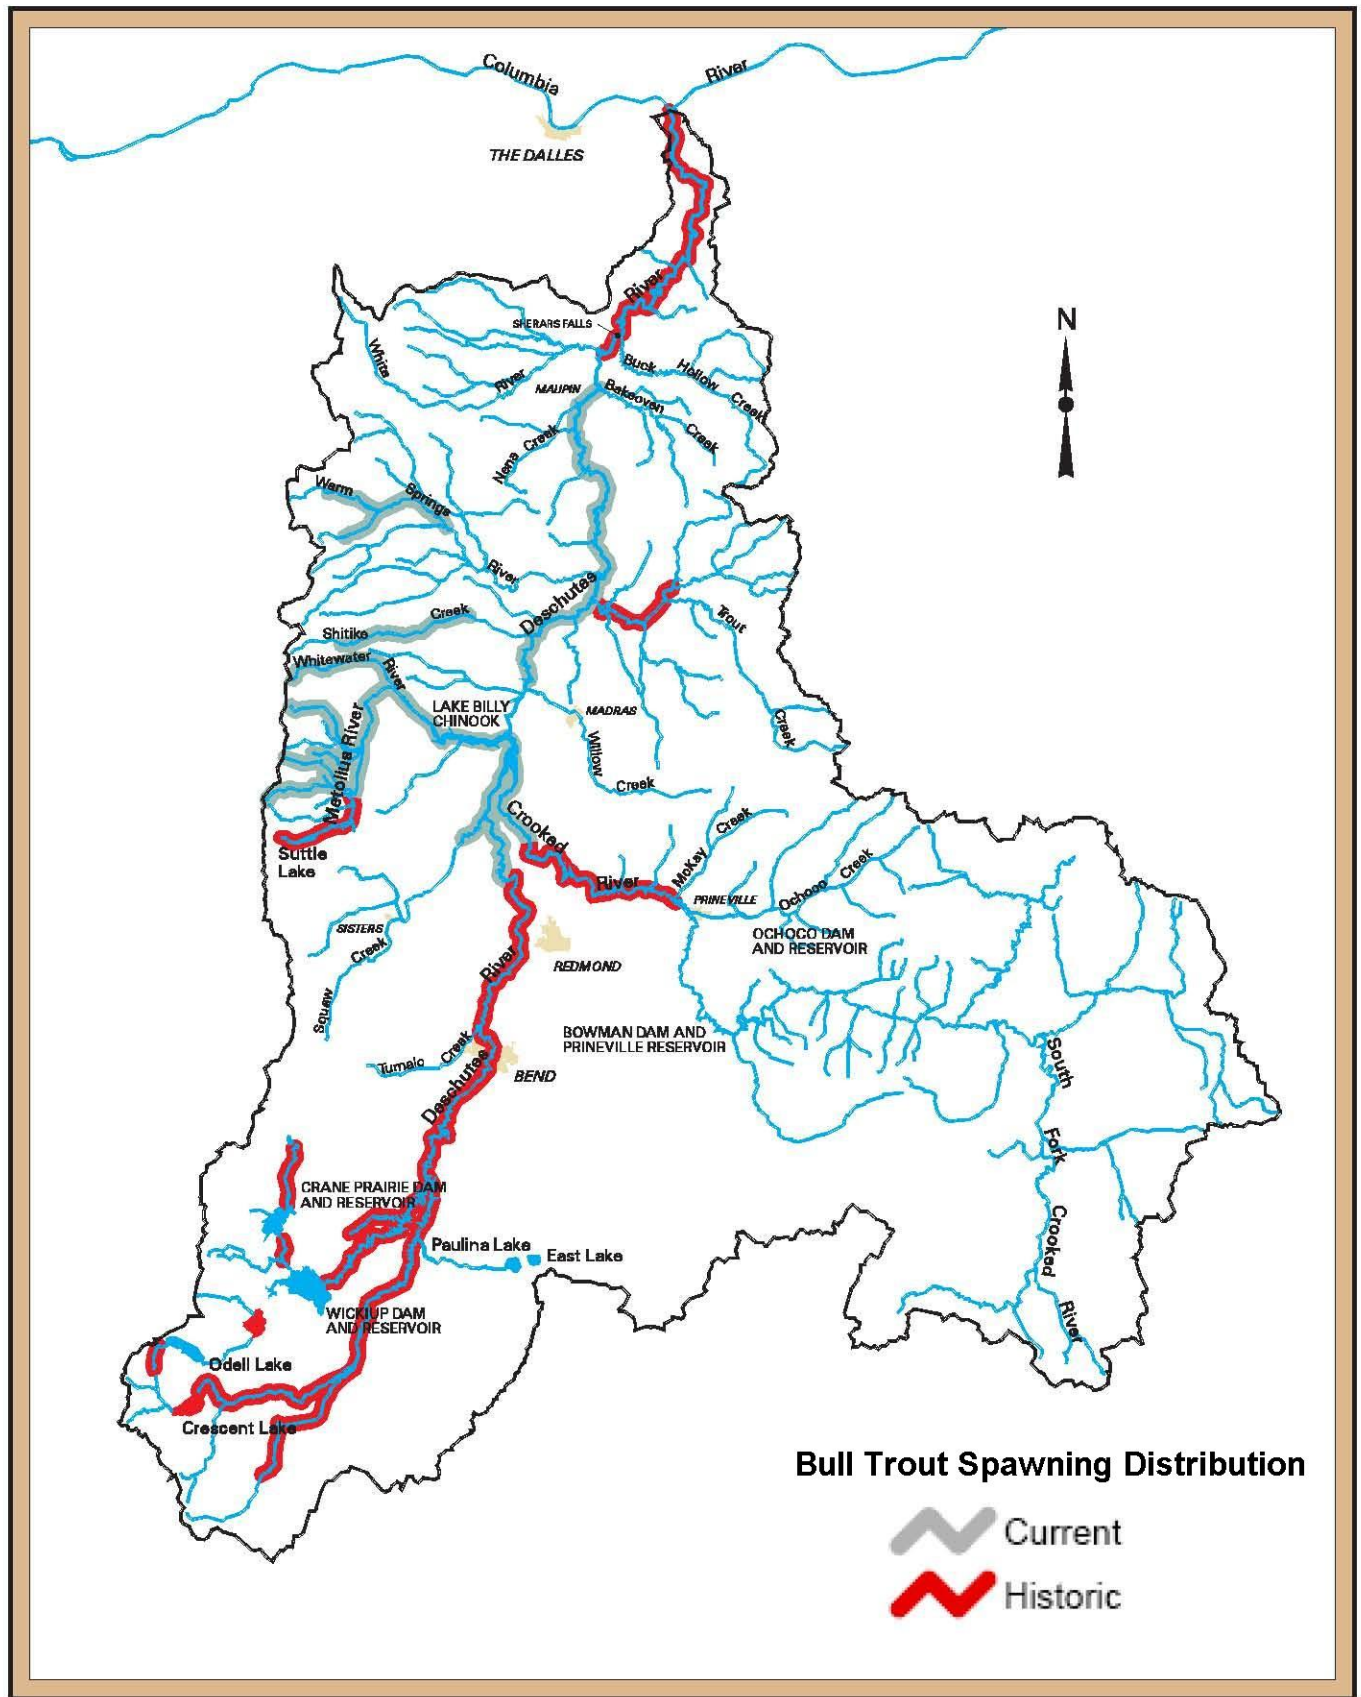 Columbia
River
THE DALLES
N
River
SHERARS FALLS
White
River
Buck
Hollow
Creek
MAUPIN
Bakeoven
Creek
Nena Creek
Warm
Springs
River
Deschutes
Trout
Creek
Shitike
Creek
Whitewater
River
LAKE BILLY
CHINOOK
MADRAS
Willow
Creek
Metolius River
Suttle
Lake
Crooked
River
McKay
Creek
PRINEVILLE
Ochoco
Creek
OCHOCO DAM
AND RESERVOIR
SISTERS
Creek
Squaw
River
REDMOND
BOWMAN DAM AND
PRINEVILLE RESERVOIR
Tumalo
Creek
Deschutes
BEND
South
Fork
Crooked
River
CRANE PRAIRIE DAM
AND RESERVOIR
Paulina Lake
East Lake
WICKIUP DAM
AND RESERVOIR
Odell Lake
Crescent Lake
Bull Trout Spawning Distribution
Current
Historic